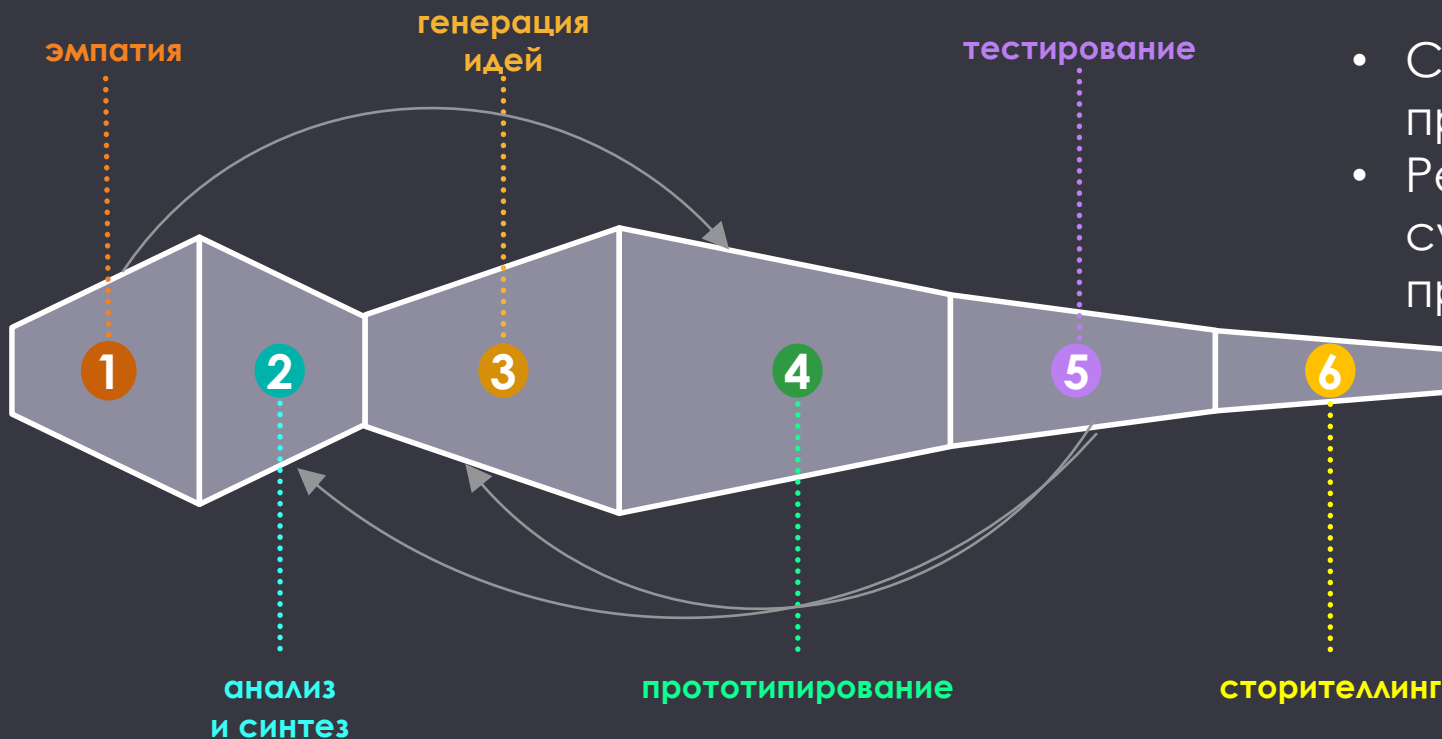 эмпатия
генерация
идей
тестирование
1
2
3
4
5
6
анализ
и синтез
прототипирование
сторителлинг